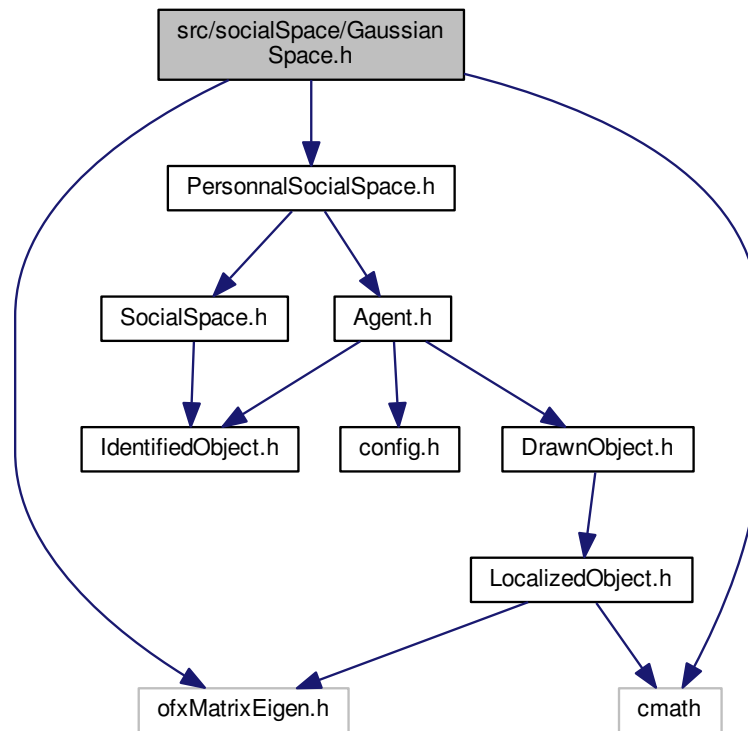 src/socialSpace/Gaussian
Space.h
PersonnalSocialSpace.h
SocialSpace.h
Agent.h
IdentifiedObject.h
config.h
DrawnObject.h
LocalizedObject.h
ofxMatrixEigen.h
cmath